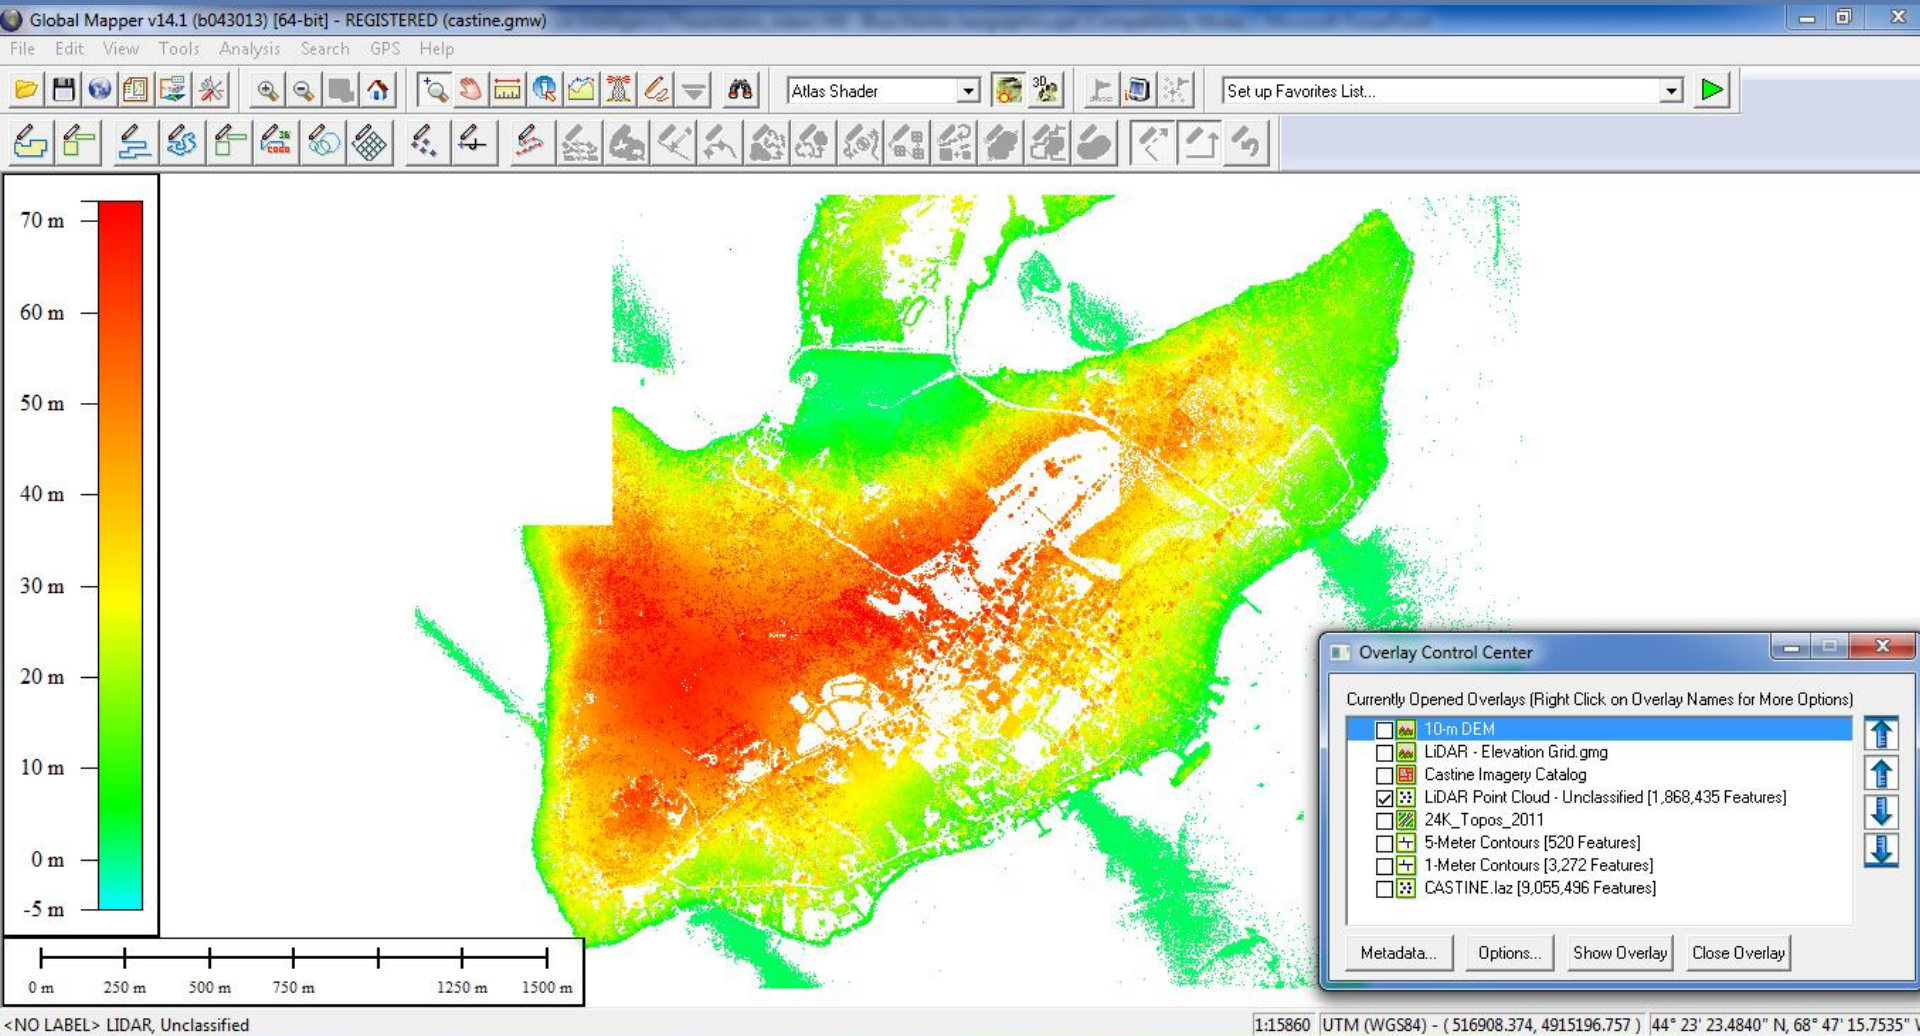 Global Mapper v14.1 (b043013) [64-bit] - REGISTERED (castine.gmw)
File Edit View Tools Analysis Search GPS Help
Atlas Shader
3D
Set up Favorites List...
70 m
60 m
50 m
40 m
30 m
20 m
10 m
0 m
-5 m
0 m 250 m 500 m 750 m 1250 m 1500 m
Overlay Control Center
Currently Opened Overlays (Right Click on Overlay Names for More Options)
10-m DEM
LiDAR - Elevation Grid.gmg
Castine Imagery Catalog
LiDAR Point Cloud - Unclassified [1,868,435 Features]
24K_Topos_2011
5-Meter Contours [520 Features]
1-Meter Contours [3,272 Features]
CASTINE.laz [9,055,496 Features]
Metadata... Options... Show Overlay Close Overlay
<NO LABEL> LIDAR, Unclassified
1:15860 UTM (WGS84) - ( 516908.374, 4915196.757 ) 44° 23' 23.4840" N, 68° 47' 15.7535"